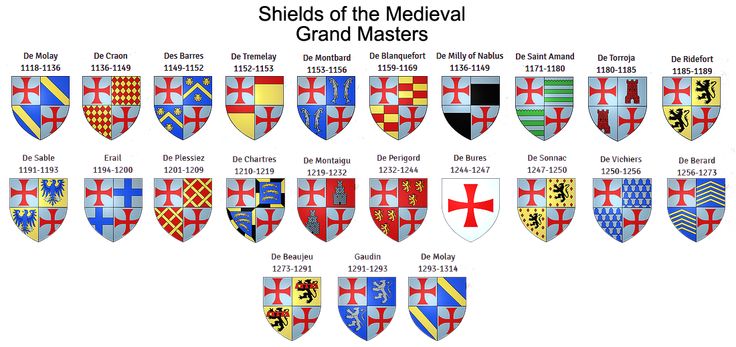 Shields of the Medieval
Grand Masters
De Molay
1118-1136
De Craon
1136-1149
Des Barres
1149-1152
De Tremelay
1152-1153
De Montbard
1153-1156
De Blanquefort
1159-1169
De Milly of Nablus
1136-1149
De Saint Amand
1171-1180
De Torroja
1180-1185
De Ridefort
1185-1189
De Sable
1191-1193
Erail
1194-1200
De Plessiez
1201-1209
De Chartres
1210-1219
De Montaigu
1219-1232
De Perigord
1232-1244
De Bures
1244-1247
De Sonnac
1247-1250
De Vichiers
1250-1256
De Berard
1256-1273
De Beaujeu
1273-1291
Gaudin
1291-1293
De Molay
1293-1314